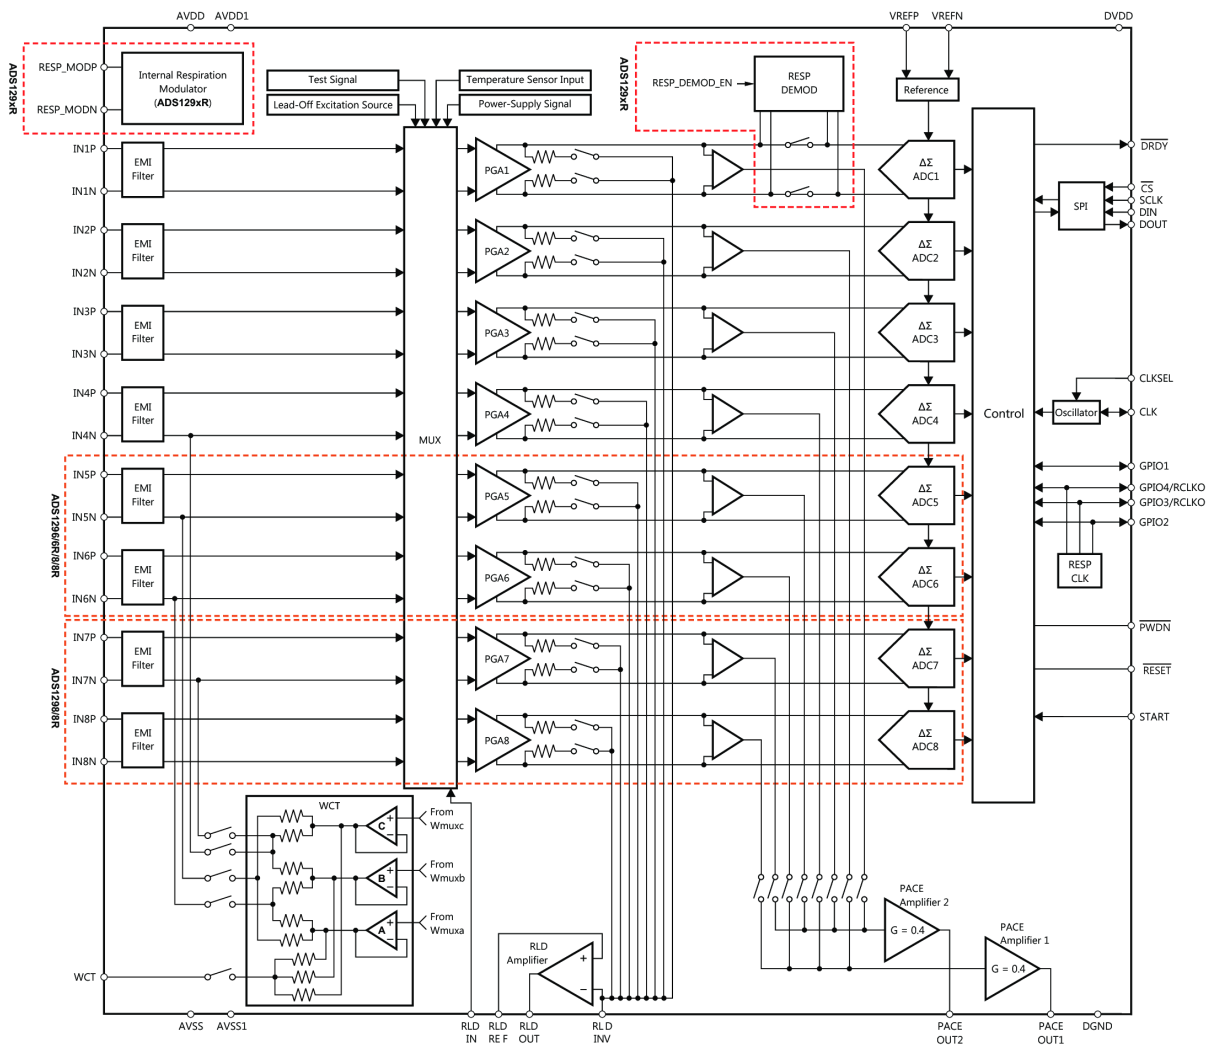 AVDD AVDD1 VREFP VREFN DVDD
ADS129xR
RESP_MODP
RESP_MODN
Internal Respiration
Modulator
(ADS129xR)
Test Signal
Lead-Off Excitation Source
Temperature Sensor Input
Power-Supply Signal
ADS129xR
RESP_DEMOD_EN
RESP
DEMOD
Reference
IN1P
IN1N
EMI
Filter
PGA1
ΔΣ
ADC1
IN2P
IN2N
EMI
Filter
PGA2
ΔΣ
ADC2
IN3P
IN3N
EMI
Filter
PGA3
ΔΣ
ADC3
IN4P
IN4N
EMI
Filter
PGA4
ΔΣ
ADC4
MUX
Control
ADS1296/6R/8/8R
IN5P
IN5N
EMI
Filter
PGA5
ΔΣ
ADC5
IN6P
IN6N
EMI
Filter
PGA6
ΔΣ
ADC6
ADS1298/8R
IN7P
IN7N
EMI
Filter
PGA7
ΔΣ
ADC7
IN8P
IN8N
EMI
Filter
PGA8
ΔΣ
ADC8
DRDY
SPI
CS
SCLK
DIN
DOUT
CLKSEL
Oscillator
CLK
GPIO1
GPIO4/RCLKO
GPIO3/RCLKO
GPIO2
RESP
CLK
PWDN
RESET
START
WCT
C
+
−
From
Wmuxc
B
+
−
From
Wmuxb
A
+
−
From
Wmuxa
WCT
RLD
Amplifier
+
−
PACE
Amplifier 2
G = 0.4
PACE
Amplifier 1
G = 0.4
AVSS AVSS1
RLD
IN
RLD
REF
RLD
OUT
RLD
INV
PACE
OUT2
PACE
OUT1
DGND